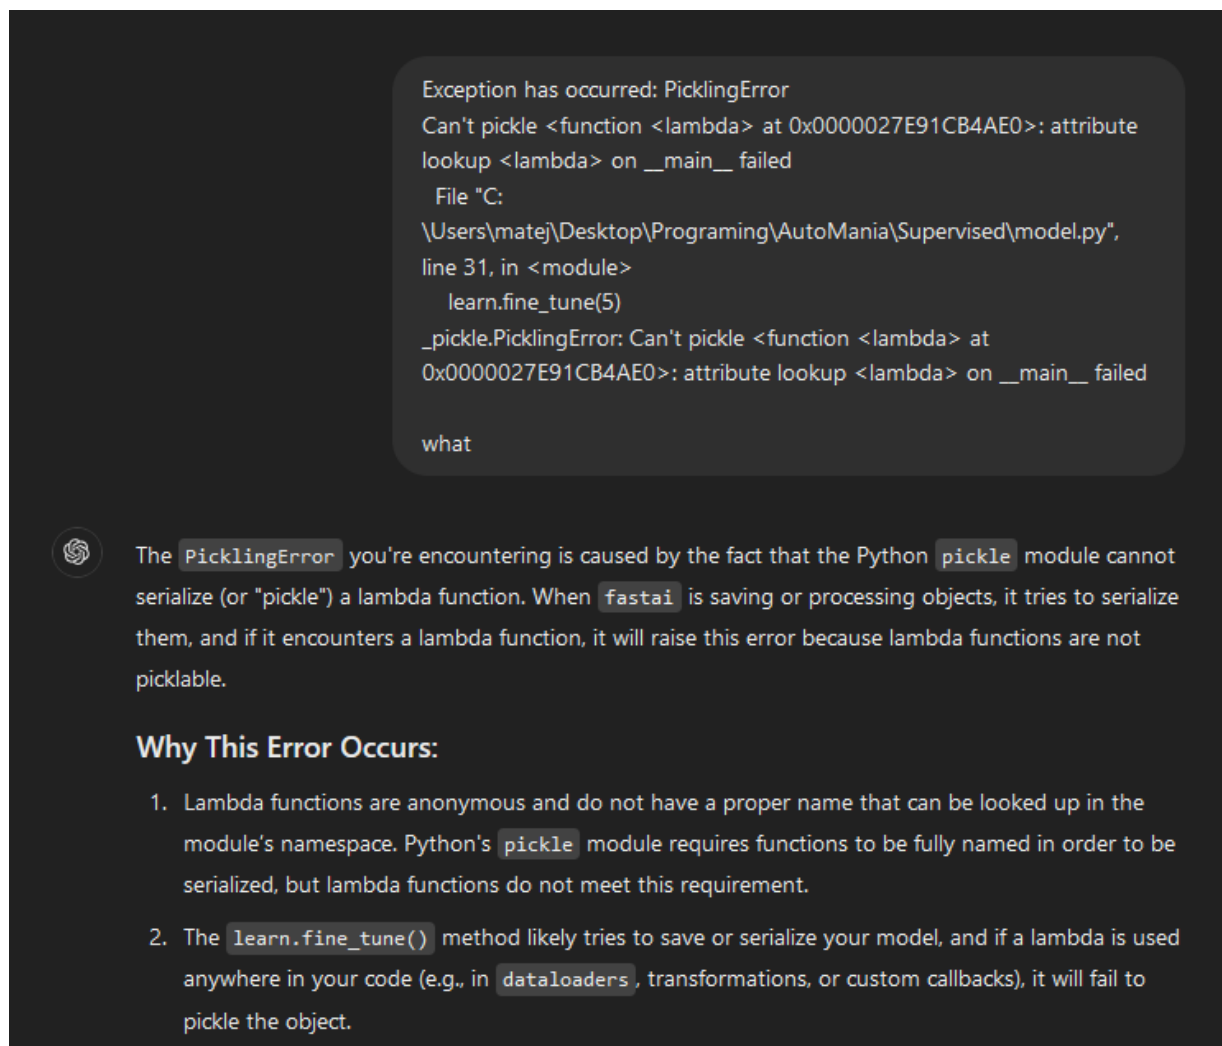 Exception has occurred: PicklingError
Can't pickle <function <lambda> at 0x0000027E91CB4AE0>: attribute
lookup <lambda> on __main__ failed
File "C:
\Users\matej\Desktop\Programing\AutoMania\Supervised\model.py",
line 31, in <module>
learn.fine_tune(5)
_pickle.PicklingError: Can't pickle <function <lambda> at
0x0000027E91CB4AE0>: attribute lookup <lambda> on __main__ failed
what
The PicklingError you're encountering is caused by the fact that the Python pickle module cannot
serialize (or "pickle") a lambda function. When fastai is saving or processing objects, it tries to serialize
them, and if it encounters a lambda function, it will raise this error because lambda functions are not
picklable.
Why This Error Occurs:
1. Lambda functions are anonymous and do not have a proper name that can be looked up in the
module's namespace. Python's pickle module requires functions to be fully named in order to be
serialized, but lambda functions do not meet this requirement.
2. The learn.fine_tune() method likely tries to save or serialize your model, and if a lambda is used
anywhere in your code (e.g., in dataloaders, transformations, or custom callbacks), it will fail to
pickle the object.